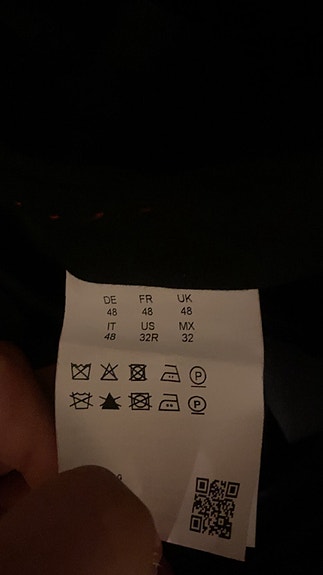 DE FR UK
48 48 48
IT US MX
48 32R 32
P
P